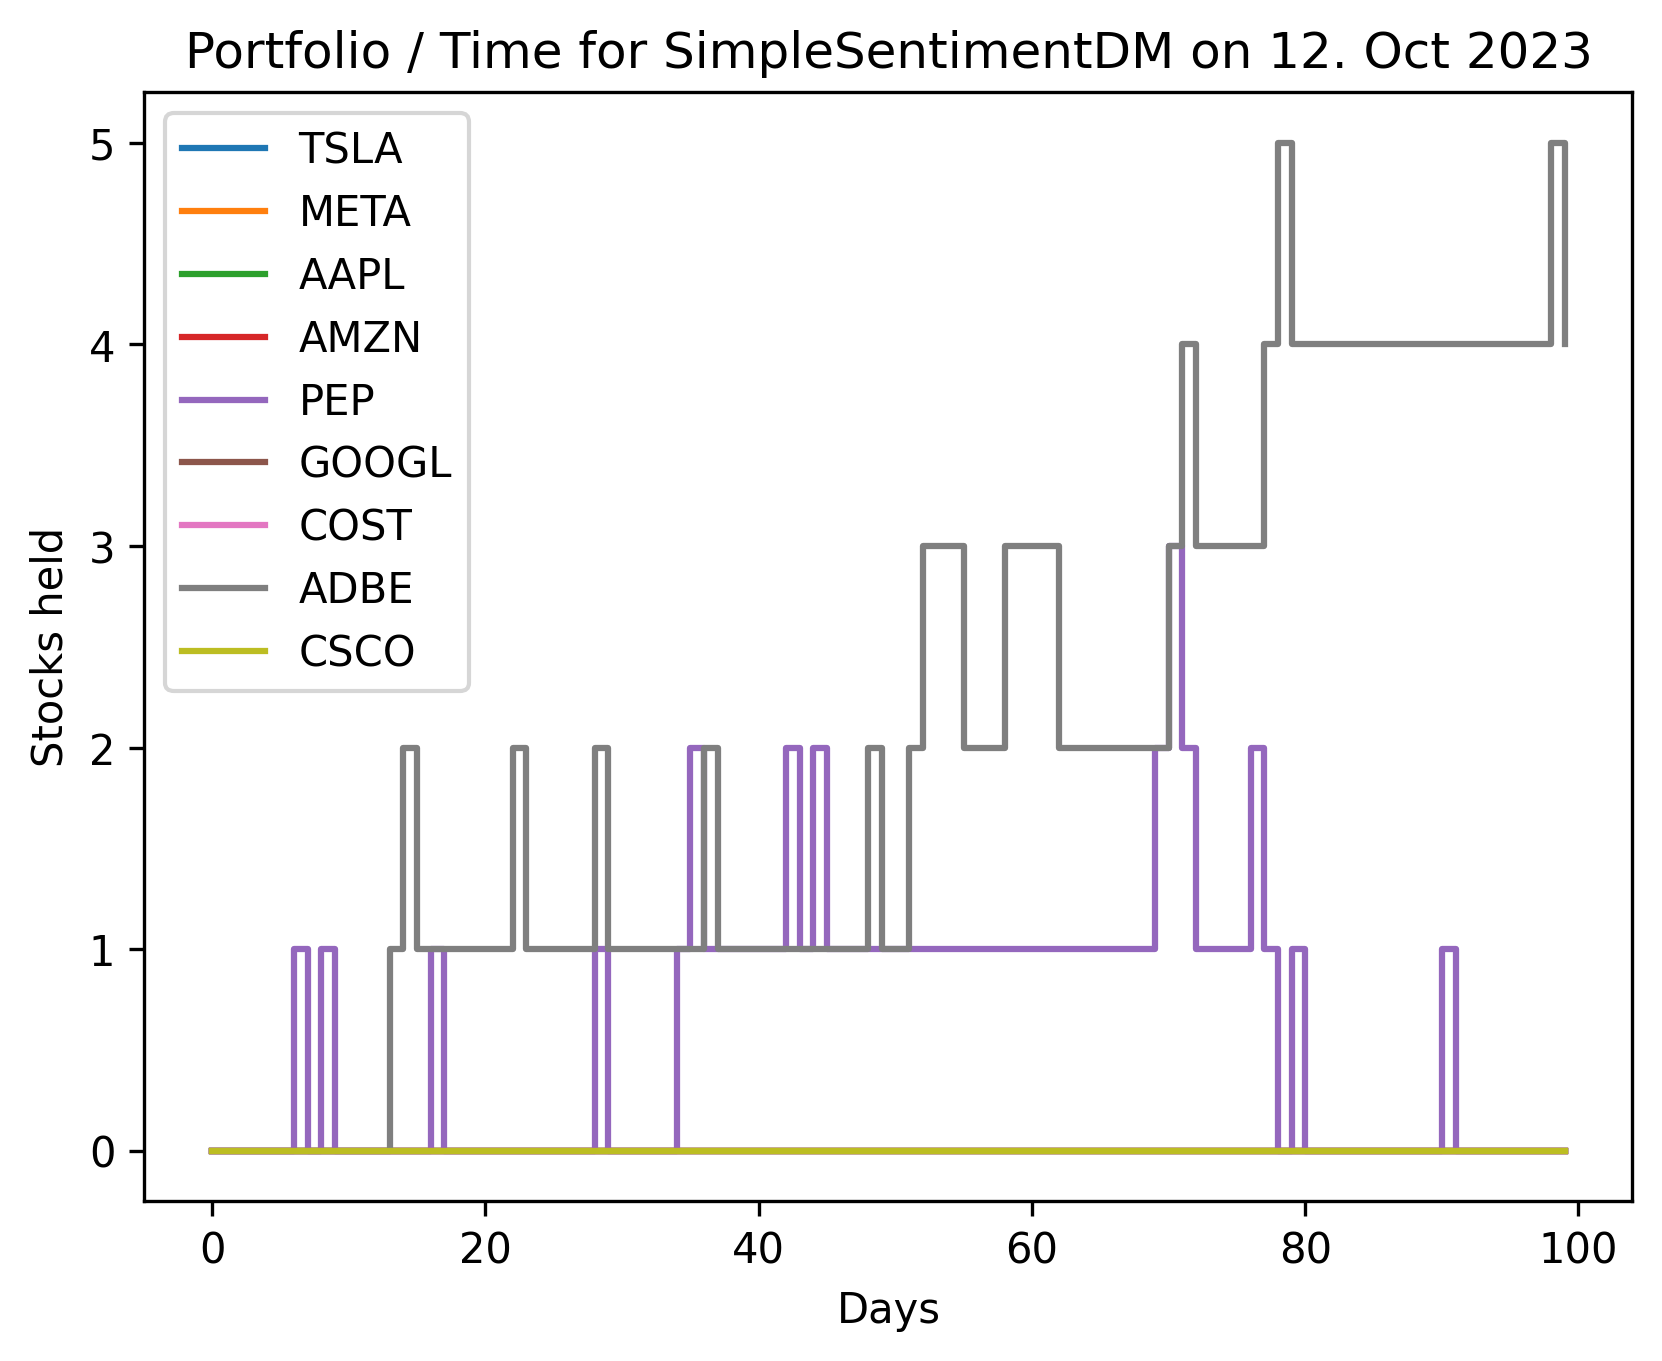 Portfolio / Time for SimpleSentimentDM on 12. Oct 2023
TSLA
META
AAPL
AMZN
PEP
GOOGL
COST
ADBE
CSCO
5
4
3
2
1
0
Stocks held
0 20 40 60 80 100
Days